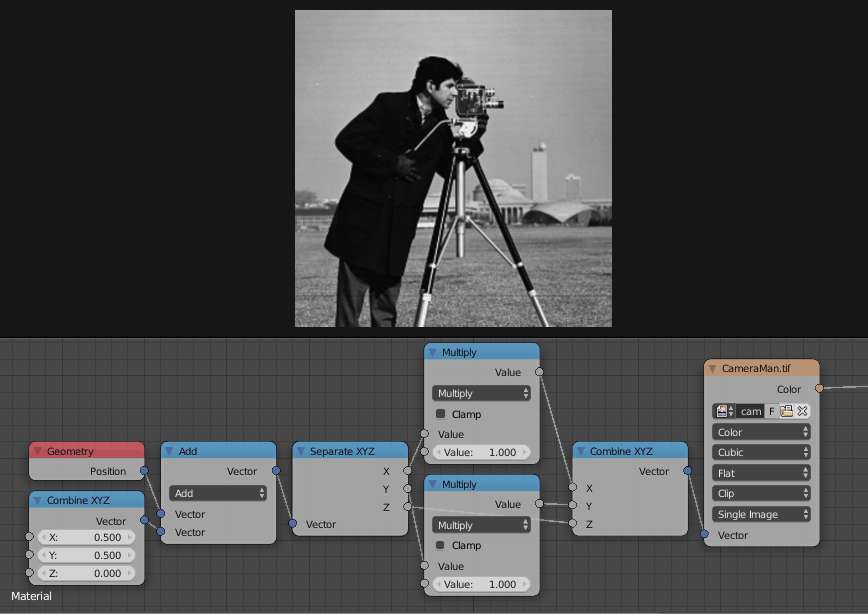 Multiply
Value
Multiply
Clamp
Value
Value: 1.000
CameraMan.tif
Color
cam F
Color
Cubic
Flat
Clip
Single Image
Vector
Geometry
Position
Add
Vector
Add
Vector
Vector
Separate XYZ
X
Y
Z
Vector
Combine XYZ
Vector
X
Y
Z
Combine XYZ
Vector
X: 0.500
Y: 0.500
Z: 0.000
Multiply
Value
Multiply
Clamp
Value
Value: 1.000
Material